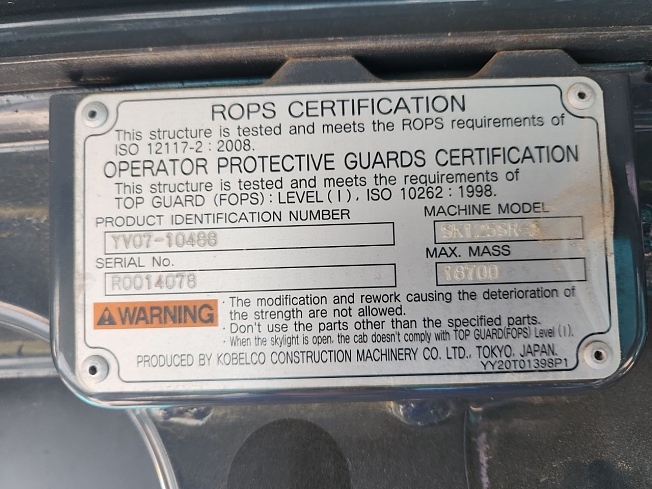 ROPS CERTIFICATION
This structure is tested and meets the ROPS requirements of
ISO 12117-2 : 2008.
OPERATOR PROTECTIVE GUARDS CERTIFICATION
This structure is tested and meets the requirements of
TOP GUARD (FOPS) : LEVEL ( I ) , ISO 10262 : 1998.
PRODUCT IDENTIFICATION NUMBER
YV07-10488
MACHINE MODEL
SERIAL No.
R0014078
MAX. MASS
WARNING
· The modification and rework causing the deterioration of
the strength are not allowed.
· Don't use the parts other than the specified parts.
· When the skylight is open, the cab doesn't comply with TOP GUARD(FOPS) Level ( I ) .
PRODUCED BY KOBELCO CONSTRUCTION MACHINERY CO. LTD., TOKYO, JAPAN.
YY20T01398P1